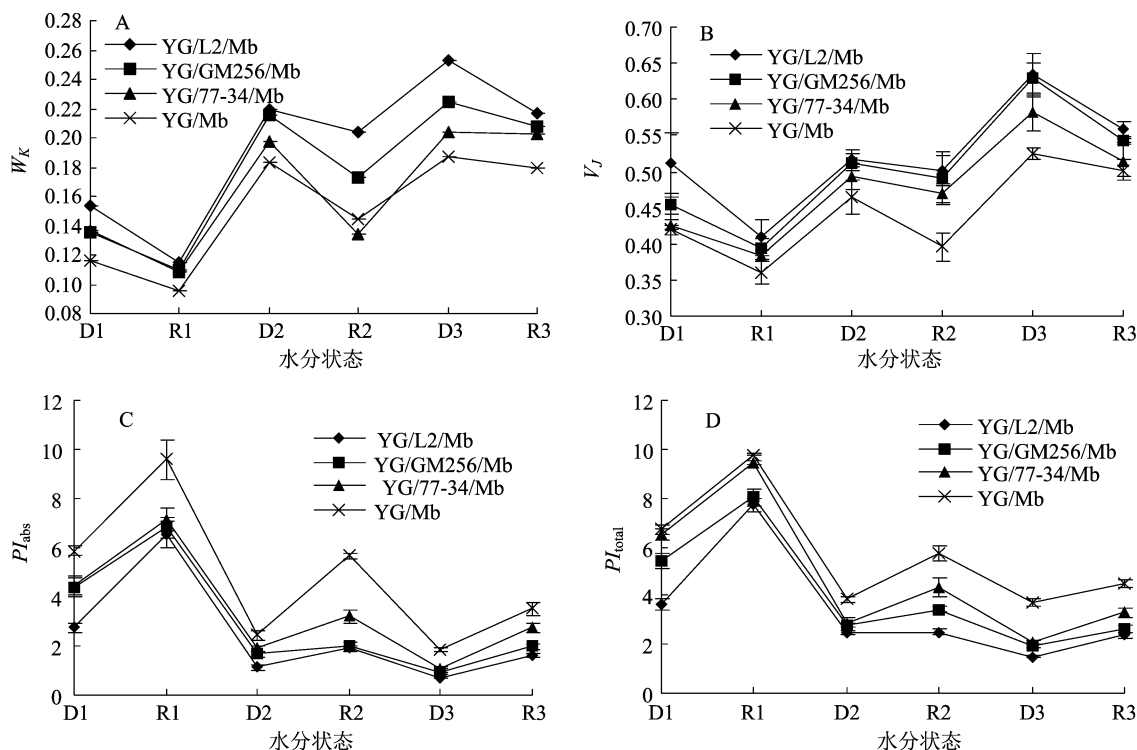 A
0.28
0.26
0.24
0.22
0.20
0.18
0.16
0.14
0.12
0.10
0.08
W_K
YG/L2/Mb
YG/GM256/Mb
YG/77-34/Mb
YG/Mb
D1 R1 D2 R2 D3 R3
水分状态
B
0.70
0.65
0.60
0.55
0.50
0.45
0.40
0.35
0.30
V_J
YG/L2/Mb
YG/GM256/Mb
YG/77-34/Mb
YG/Mb
D1 R1 D2 R2 D3 R3
水分状态
C
12
10
8
6
4
2
0
PI_abs
YG/L2/Mb
YG/GM256/Mb
YG/77-34/Mb
YG/Mb
D1 R1 D2 R2 D3 R3
水分状态
D
12
10
8
6
4
2
0
PI_total
YG/L2/Mb
YG/GM256/Mb
YG/77-34/Mb
YG/Mb
D1 R1 D2 R2 D3 R3
水分状态